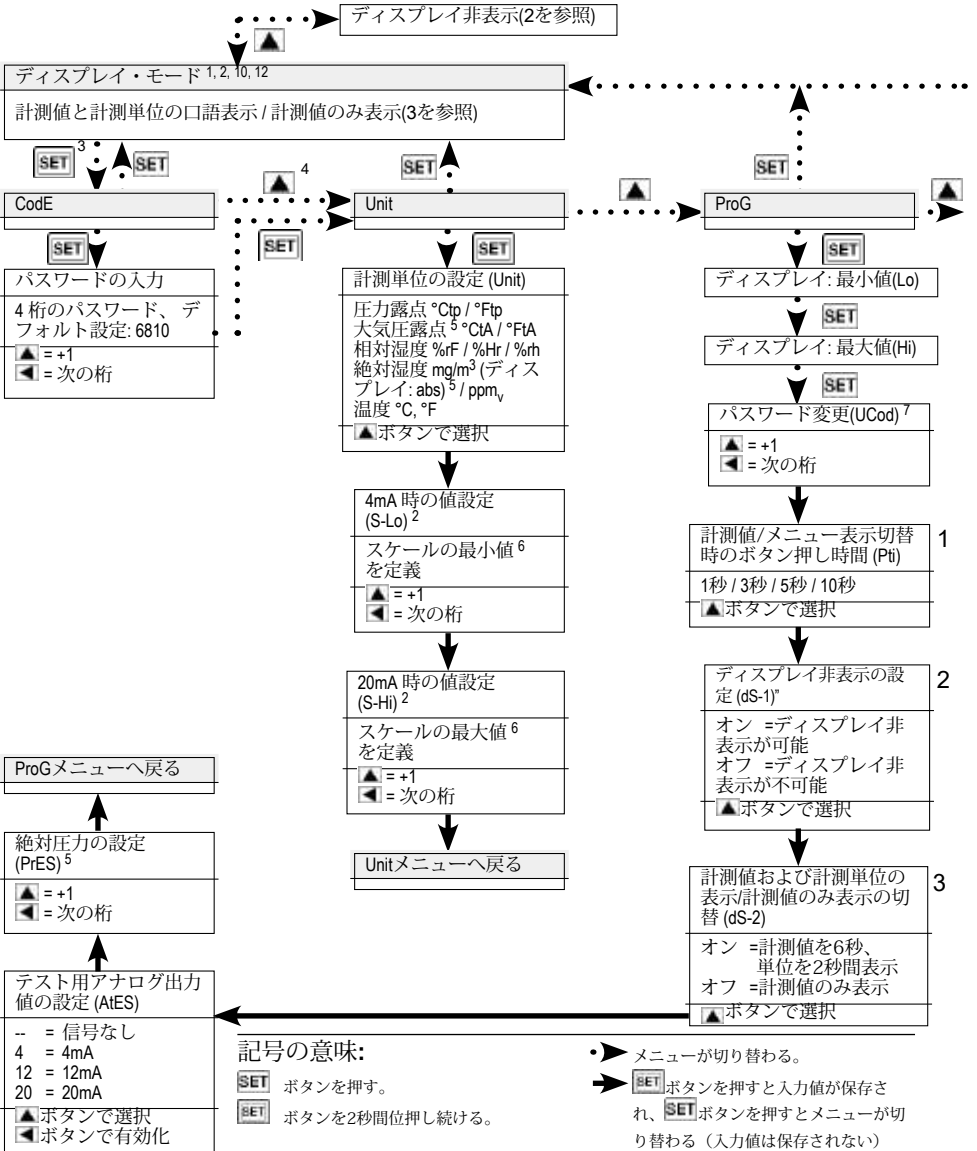 ディスプレイ非表示(2を参照)
ディスプレイ・モード 1, 2, 10, 12
計測値と計測単位の口語表示 / 計測値のみ表示(3を参照)
SET 3 SET
4
SET
SET
CodE
Unit
ProG
SET
SET
SET
SET
パスワードの入力
4 桁のパスワード、 デ
フォルト設定: 6810
▲ = +1
◀ = 次の桁
計測単位の設定 (Unit)
圧力露点 °Ctp / °Ftp
大気圧露点 5 °CtA / °FtA
相対湿度 %rF / %Hr / %rh
絶対湿度 mg/m3 (ディス
プレイ: abs) 5 / ppmv
温度 °C, °F
▲ボタンで選択
4mA 時の値設定
(S-Lo) 2
スケールの最小値 6
を定義
▲ = +1
◀ = 次の桁
20mA 時の値設定
(S-Hi) 2
スケールの最大値 6
を定義
▲ = +1
◀ = 次の桁
Unitメニューへ戻る
ディスプレイ: 最小値(Lo)
SET
ディスプレイ: 最大値(Hi)
SET
パスワード変更(UCod) 7
▲ = +1
◀ = 次の桁
計測値/メニュー表示切替
時のボタン押し時間 (Pti)
1
1秒 / 3秒 / 5秒 / 10秒
▲ボタンで選択
ディスプレイ非表示の設
定 (dS-1)"
2
オン =ディスプレイ非
表示が可能
オフ =ディスプレイ非
表示が不可能
▲ボタンで選択
計測値および計測単位の
表示/計測値のみ表示の切
替 (dS-2)
3
オン =計測値を6秒、
単位を2秒間表示
オフ =計測値のみ表示
▲ボタンで選択
ProGメニューへ戻る
絶対圧力の設定
(PrES) 5
▲ = +1
◀ = 次の桁
テスト用アナログ出力
値の設定 (AtES)
-- = 信号なし
4 = 4mA
12 = 12mA
20 = 20mA
▲ボタンで選択
◀ボタンで有効化
記号の意味:
SET ボタンを押す。
SET ボタンを2秒間位押し続ける。
メニューが切り替わる。
SET ボタンを押すと入力値が保存さ
れ、SET ボタンを押すとメニューが切
り替わる（入力値は保存されない）